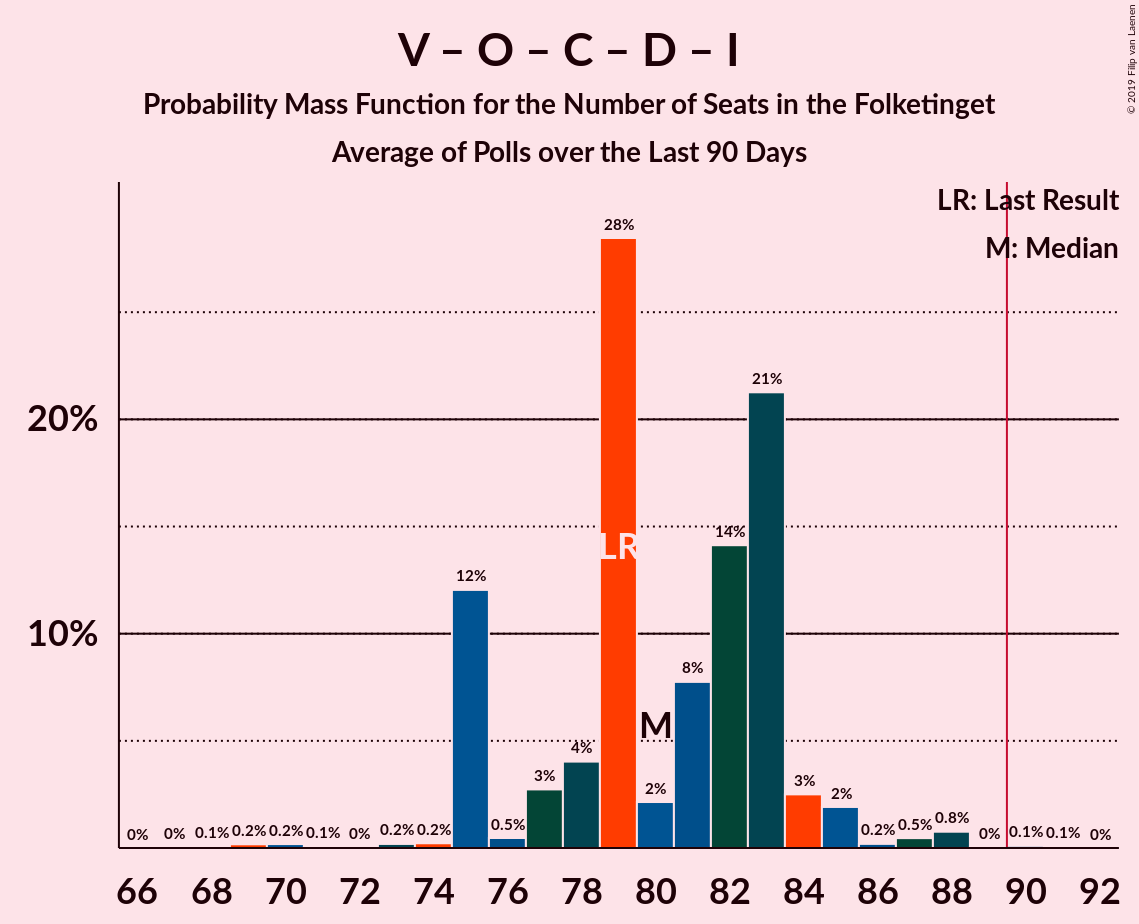 V – O – C – D – I
Probability Mass Function for the Number of Seats in the Folketinget
Average of Polls over the Last 90 Days
© 2019 Filip van Laenen
LR: Last Result
M: Median
20%
10%
0% 0% 0.1% 0.2% 0.2% 0.1% 0% 0.2% 0.2% 12% 0.5% 3% 4% 28% 2% 8% 14% 21% 3% 2% 0.2% 0.5% 0.8% 0% 0.1% 0.1% 0%
LR
M
66 68 70 72 74 76 78 80 82 84 86 88 90 92